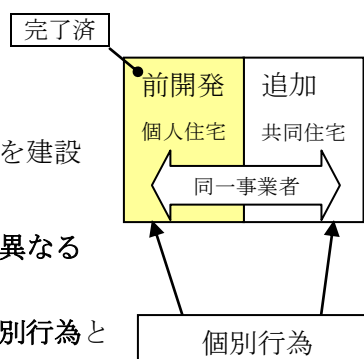 完了済
前開発
追加
個人住宅
共同住宅
を建設
同一事業者
異なる
別行為と
個別行為